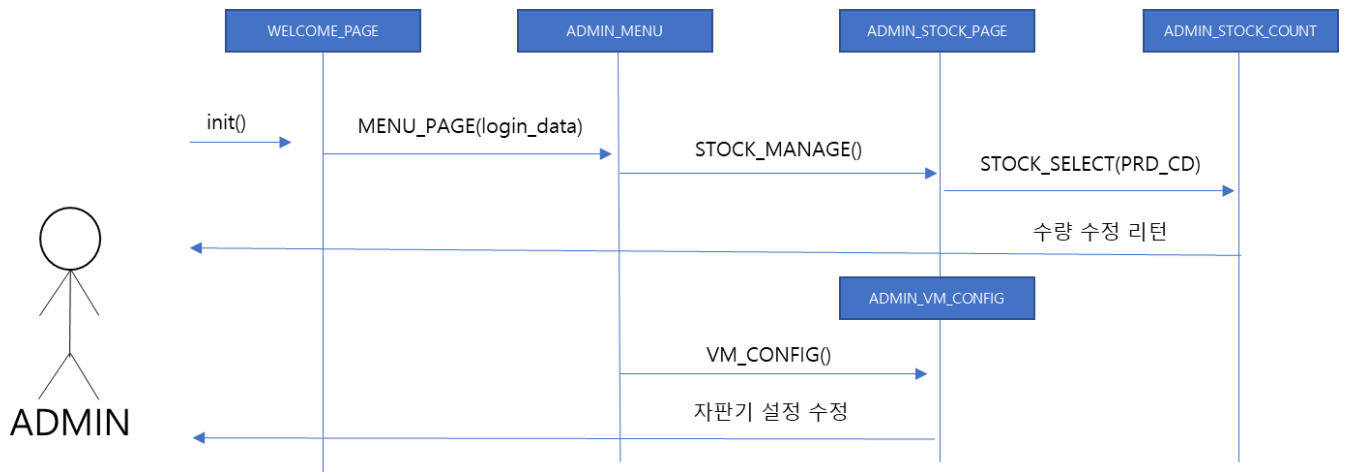 WELCOME_PAGE
ADMIN_MENU
ADMIN_STOCK_PAGE
ADMIN_STOCK_COUNT
init()
MENU_PAGE(login_data)
STOCK_MANAGE()
STOCK_SELECT(PRD_CD)
수량 수정 리턴
ADMIN_VM_CONFIG
VM_CONFIG()
자판기 설정 수정
ADMIN